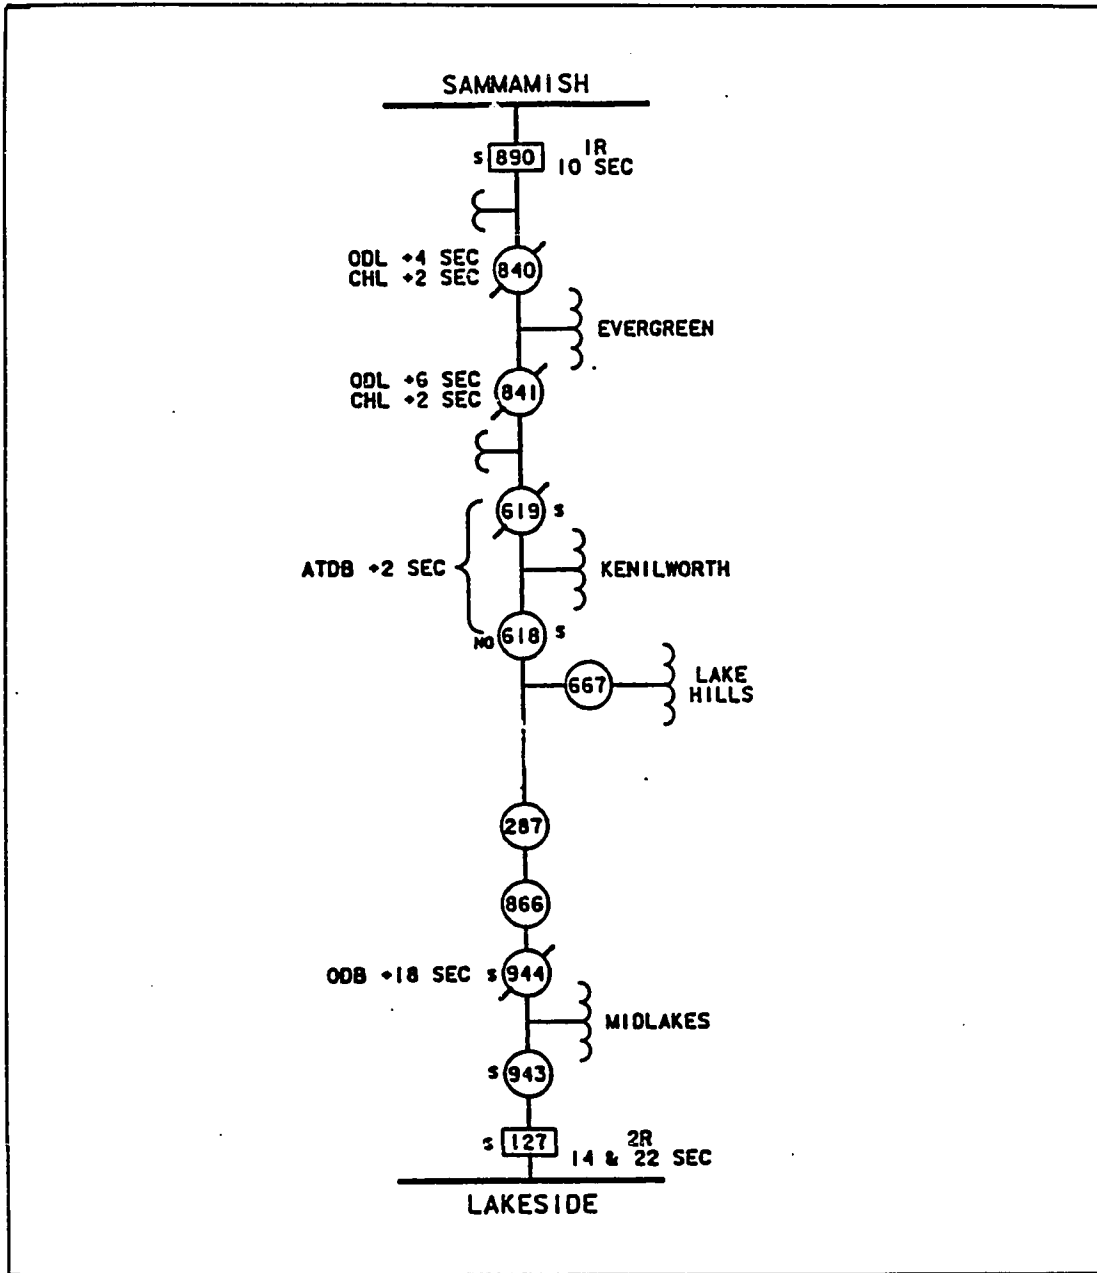 SAMMAMISH
S 890 1R
10 SEC
ODL +4 SEC
CHL +2 SEC
840
EVERGREEN
ODL +6 SEC
CHL +2 SEC
841
619 S
ATDB +2 SEC
KENILWORTH
NO 618 S
667
LAKE
HILLS
287
866
ODB +18 SEC S 944
MIDLAKES
S 943
S 127 2R
14 & 22 SEC
LAKESIDE